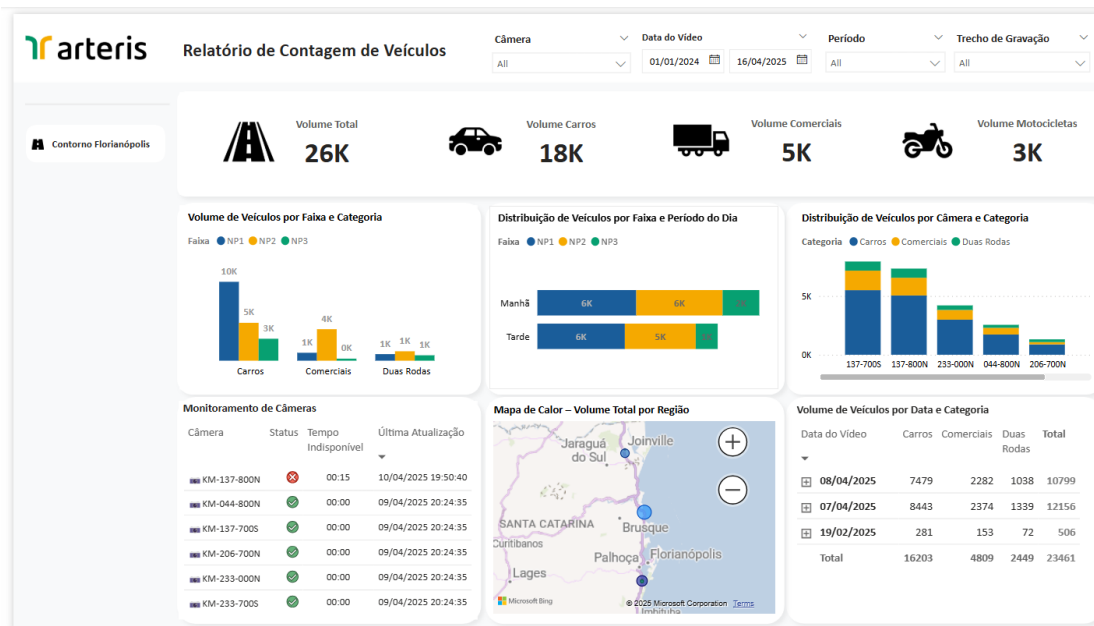 arteris
Relatório de Contagem de Veículos
Câmera
All
Data do Vídeo
01/01/2024
16/04/2025
Período
All
Trecho de Gravação
All
Contorno Florianópolis
Volume Total
26K
Volume Carros
18K
Volume Comerciais
5K
Volume Motocicletas
3K
Volume de Veículos por Faixa e Categoria
Faixa NP1 NP2 NP3
10K
5K
3K
1K
4K
0K
1K
1K
1K
Carros
Comerciais
Duas Rodas
Distribuição de Veículos por Faixa e Período do Dia
Faixa NP1 NP2 NP3
Manhã 6K 6K
Tarde 6K 5K
Distribuição de Veículos por Câmera e Categoria
Categoria Carros Comerciais Duas Rodas
5K
0K
137-700S 137-800N 233-000N 044-800N 206-700N
Monitoramento de Câmeras
Câmera Status Tempo Indisponível Última Atualização
KM-137-800N 00:15 10/04/2025 19:50:40
KM-044-800N 00:00 09/04/2025 20:24:35
KM-137-700S 00:00 09/04/2025 20:24:35
KM-206-700N 00:00 09/04/2025 20:24:35
KM-233-000N 00:00 09/04/2025 20:24:35
KM-233-700S 00:00 09/04/2025 20:24:35
Mapa de Calor – Volume Total por Região
Joinville
Jaraguá
do Sul
SANTA CATARINA
Brusque
Curitibanos
Florianópolis
Palhoça
Lages
Imbituba
Microsoft Bing
© 2025 Microsoft Corporation Terms
Volume de Veículos por Data e Categoria
Data do Vídeo Carros Comerciais Duas Rodas Total
08/04/2025 7479 2282 1038 10799
07/04/2025 8443 2374 1339 12156
19/02/2025 281 153 72 506
Total 16203 4809 2449 23461